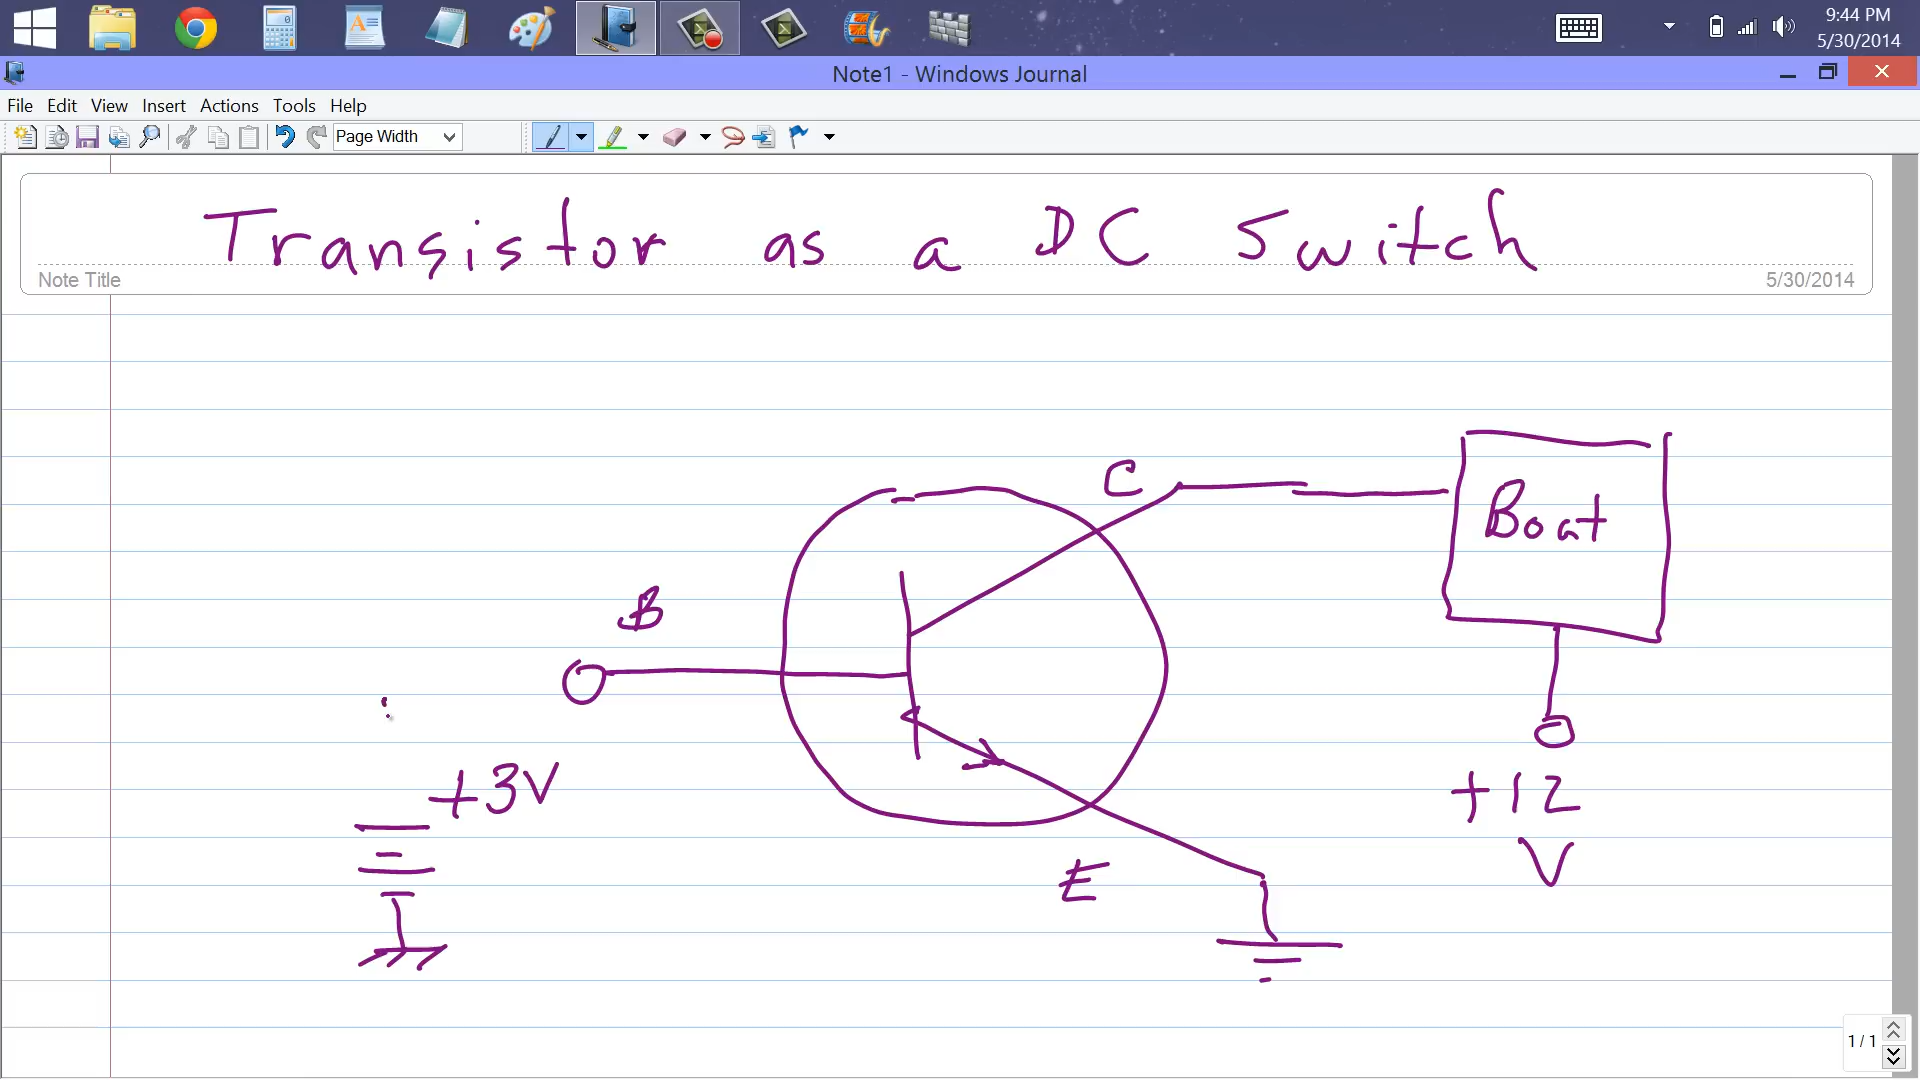 9:44 PM
5/30/2014
Note1 - Windows Journal
File Edit View Insert Actions Tools Help
Page Width
Transistor as a DC Switch
Note Title
5/30/2014
C
Boat
B
+3V
+12
V
E
1 / 1